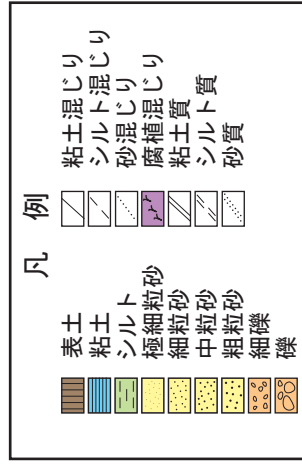 凡例
表土
粘土
シルト
極細粒砂
細粒砂
中粒砂
粗粒砂
細礫
礫
粘土混じり
シルト混じり
砂混じり
腐植混じり
粘土質
シルト質
砂質